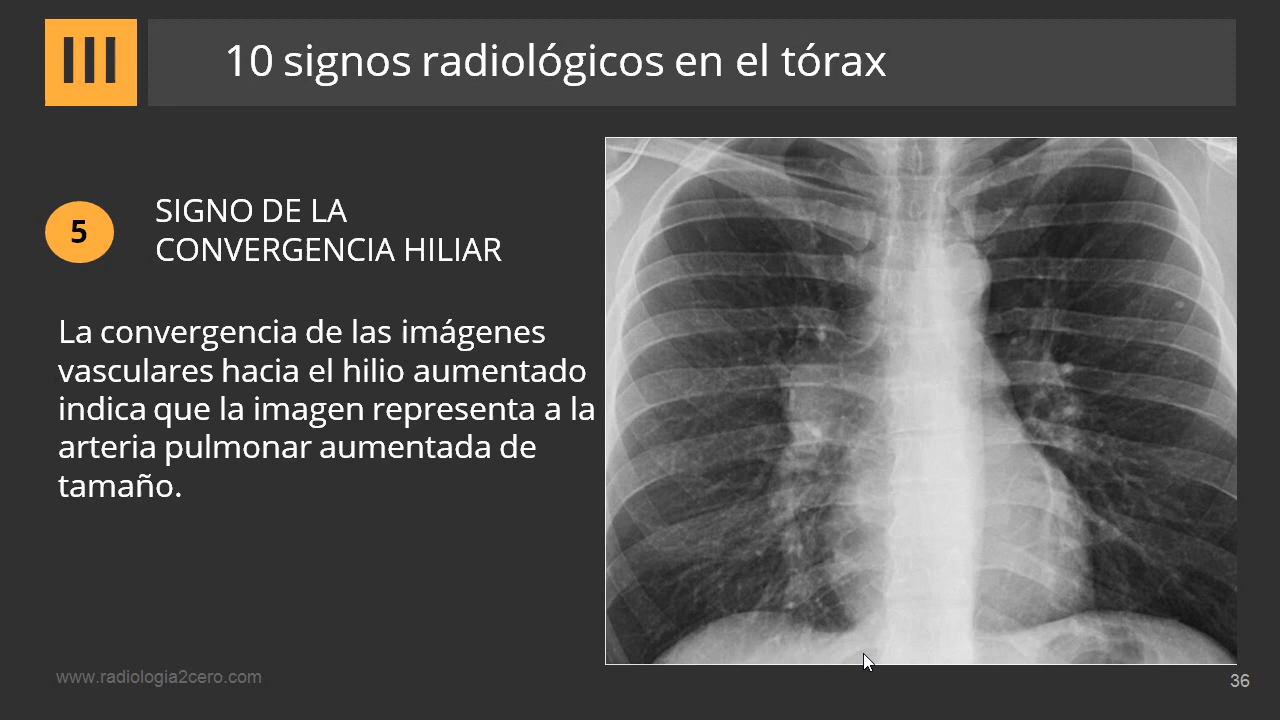 III
10 signos radiológicos en el tórax
5
SIGNO DE LA
CONVERGENCIA HILIAR
La convergencia de las imágenes
vasculares hacia el hilio aumentado
indica que la imagen representa a la
arteria pulmonar aumentada de
tamaño.
www.radiologia2cero.com
36